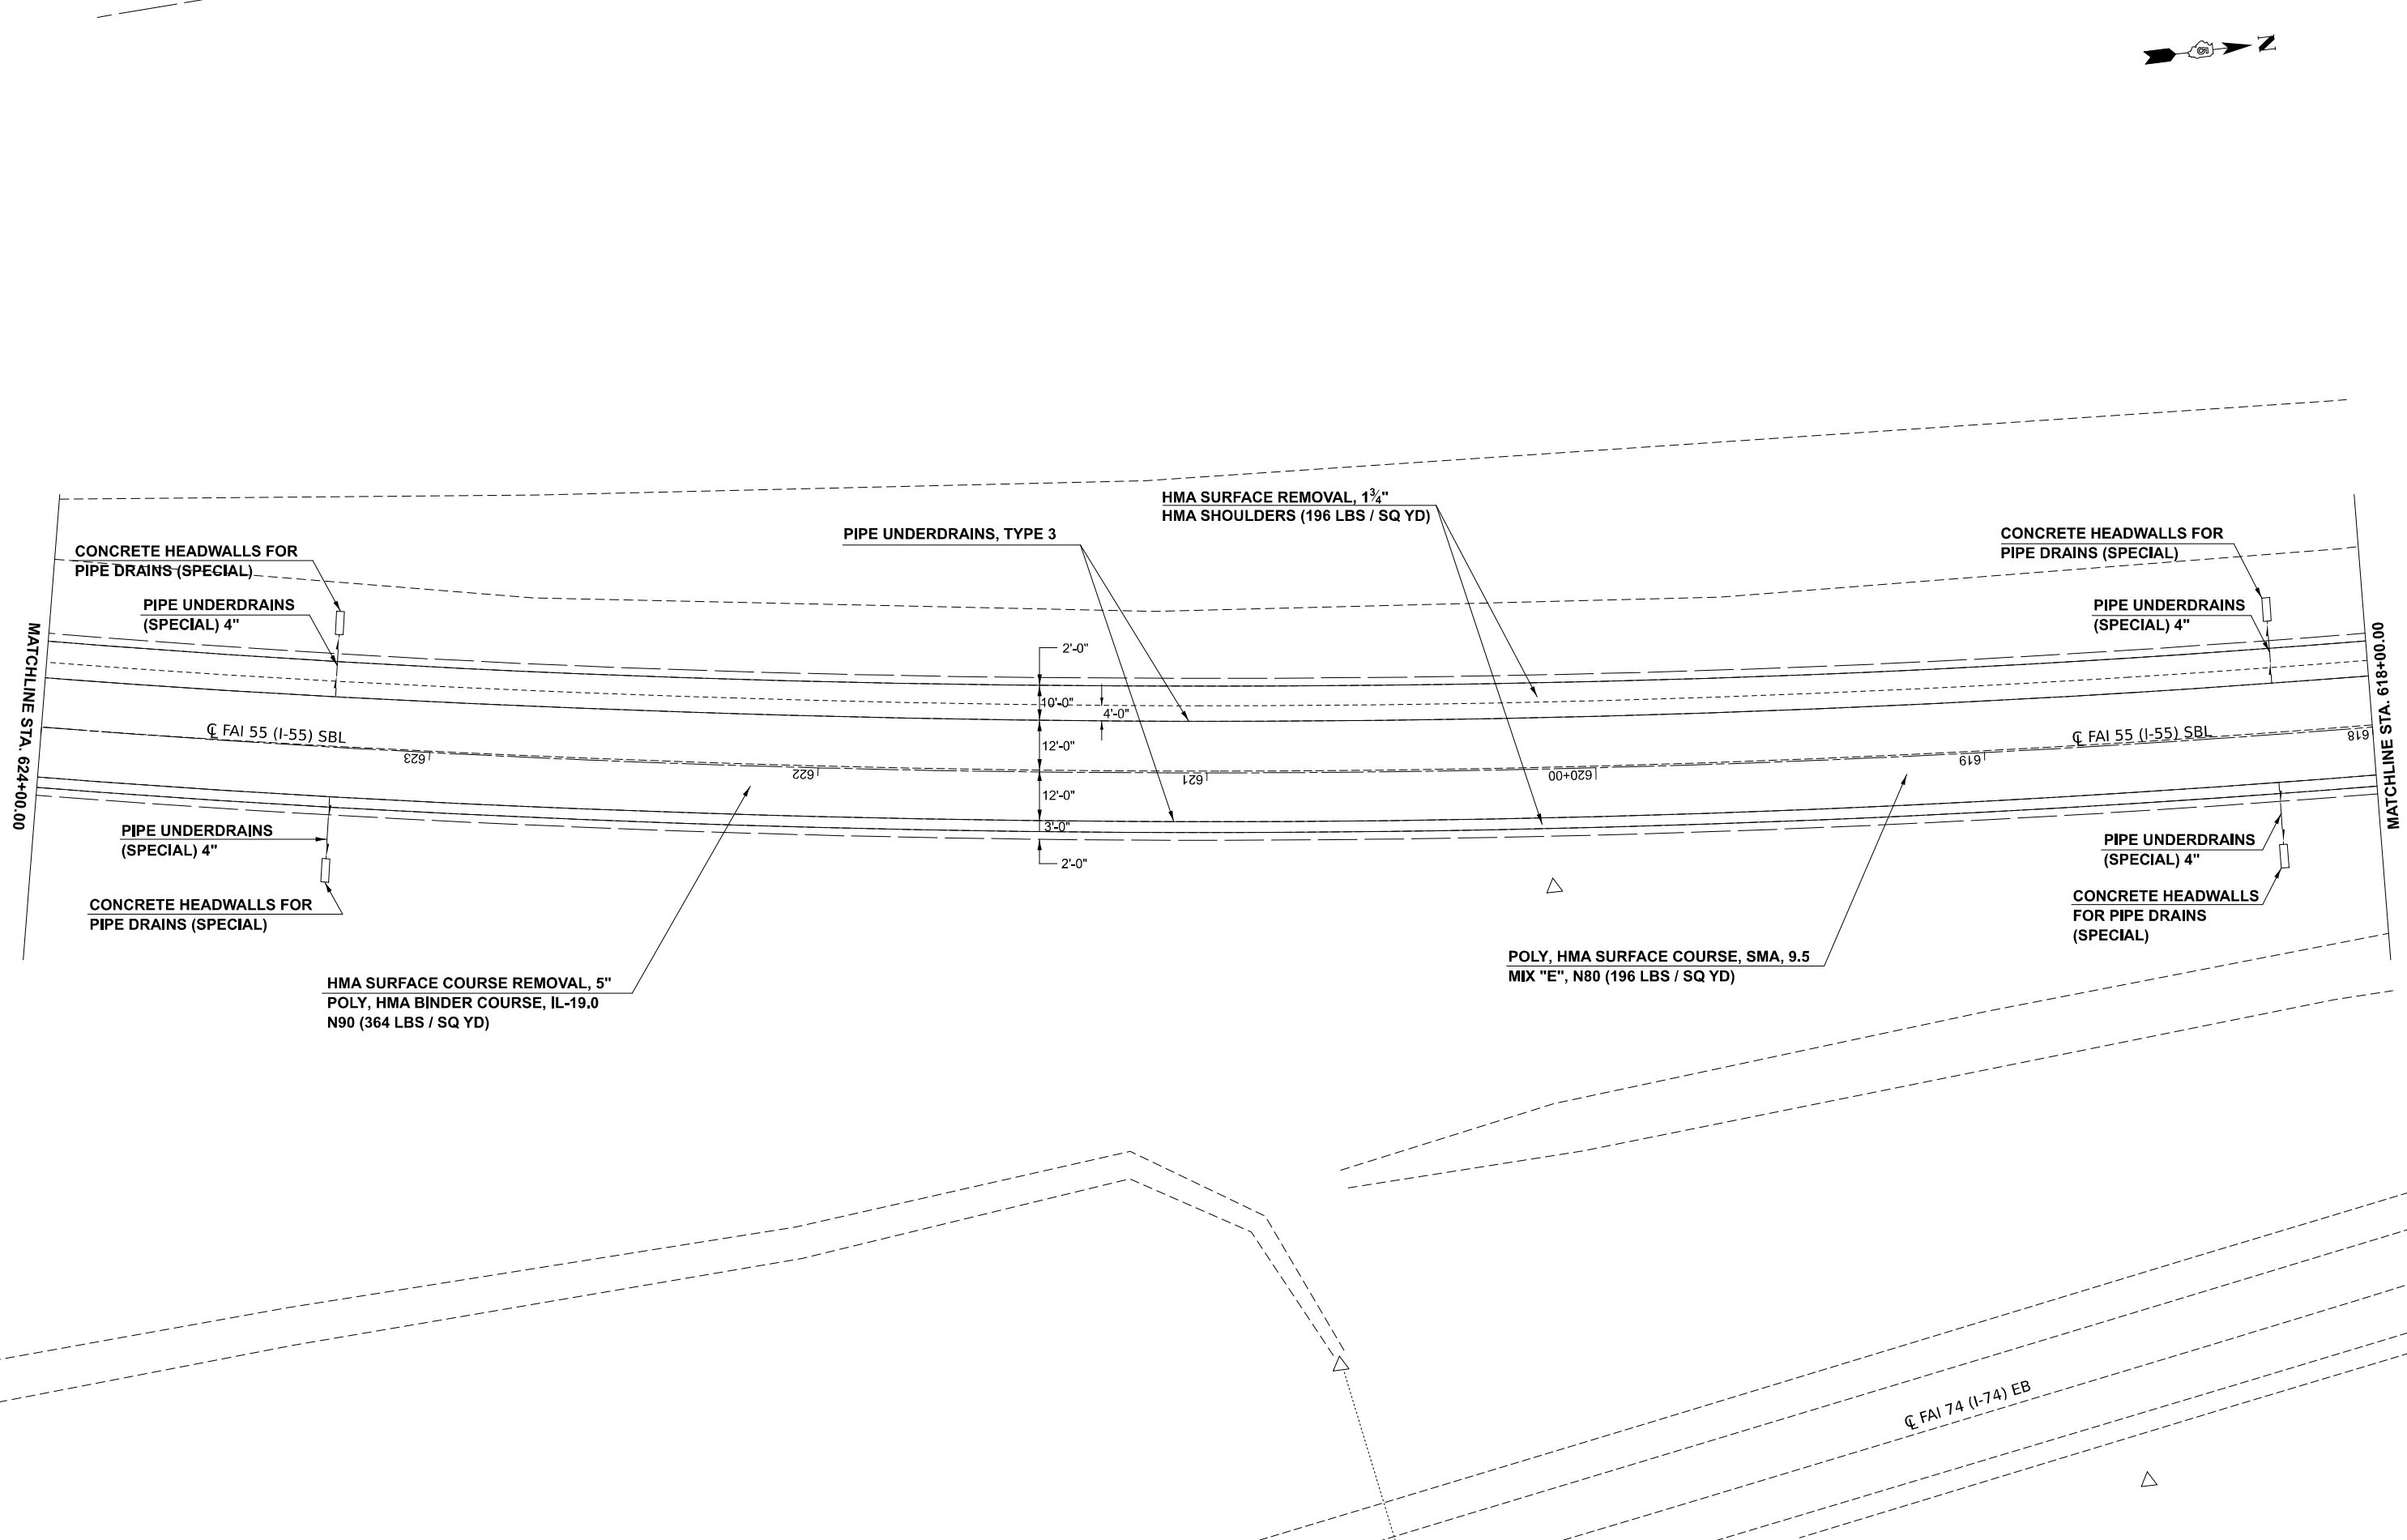 N
HMA SURFACE REMOVAL, 1¾"
HMA SHOULDERS (196 LBS / SQ YD)
PIPE UNDERDRAINS, TYPE 3
CONCRETE HEADWALLS FOR
PIPE DRAINS (SPECIAL)
PIPE UNDERDRAINS
(SPECIAL) 4"
CONCRETE HEADWALLS FOR
PIPE DRAINS (SPECIAL)
PIPE UNDERDRAINS
(SPECIAL) 4"
MATCHLINE STA. 624+00.00
MATCHLINE STA. 618+00.00
2'-0"
10'-0"
4'-0"
12'-0"
12'-0"
3'-0"
2'-0"
℄ FAI 55 (I-55) SBL
℄ FAI 55 (I-55) SBL
623
622
621
620+00
619
618
PIPE UNDERDRAINS
(SPECIAL) 4"
CONCRETE HEADWALLS FOR
PIPE DRAINS (SPECIAL)
PIPE UNDERDRAINS
(SPECIAL) 4"
CONCRETE HEADWALLS
FOR PIPE DRAINS
(SPECIAL)
HMA SURFACE COURSE REMOVAL, 5"
POLY, HMA BINDER COURSE, IL-19.0
N90 (364 LBS / SQ YD)
POLY, HMA SURFACE COURSE, SMA, 9.5
MIX "E", N80 (196 LBS / SQ YD)
℄ FAI 74 (I-74) EB